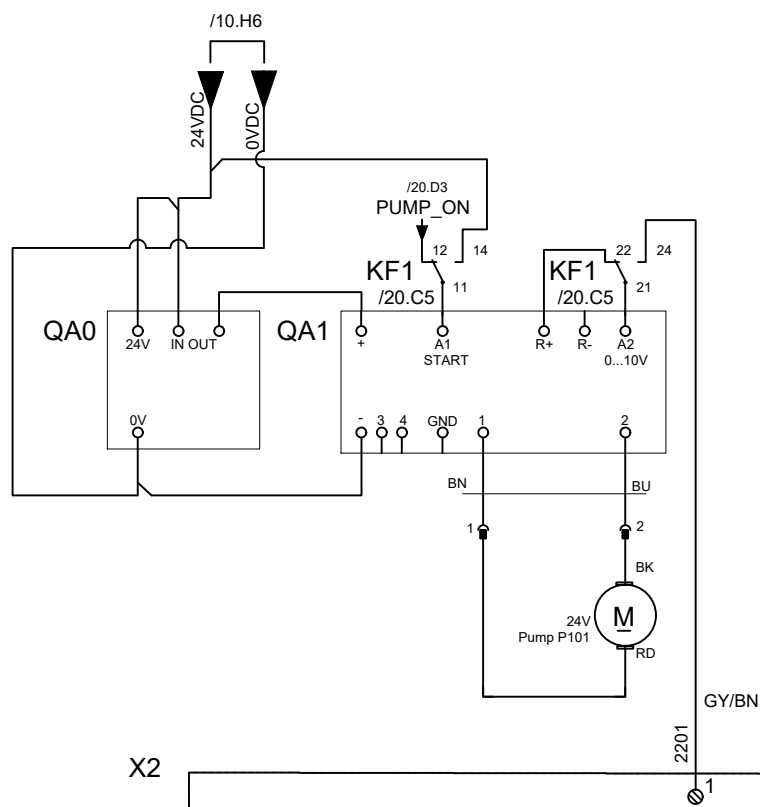 /10.H6
24VDC
0VDC
/20.D3
PUMP_ON
12
14
22
24
KF1
KF1
11
21
/20.C5
/20.C5
QA0
QA1
24V
IN OUT
+
A1
R+
R-
A2
START
0...10V
0V
-
3
4
GND
1
2
BN
BU
1
2
BK
24V
M
Pump P101
RD
GY/BN
2201
X2
1